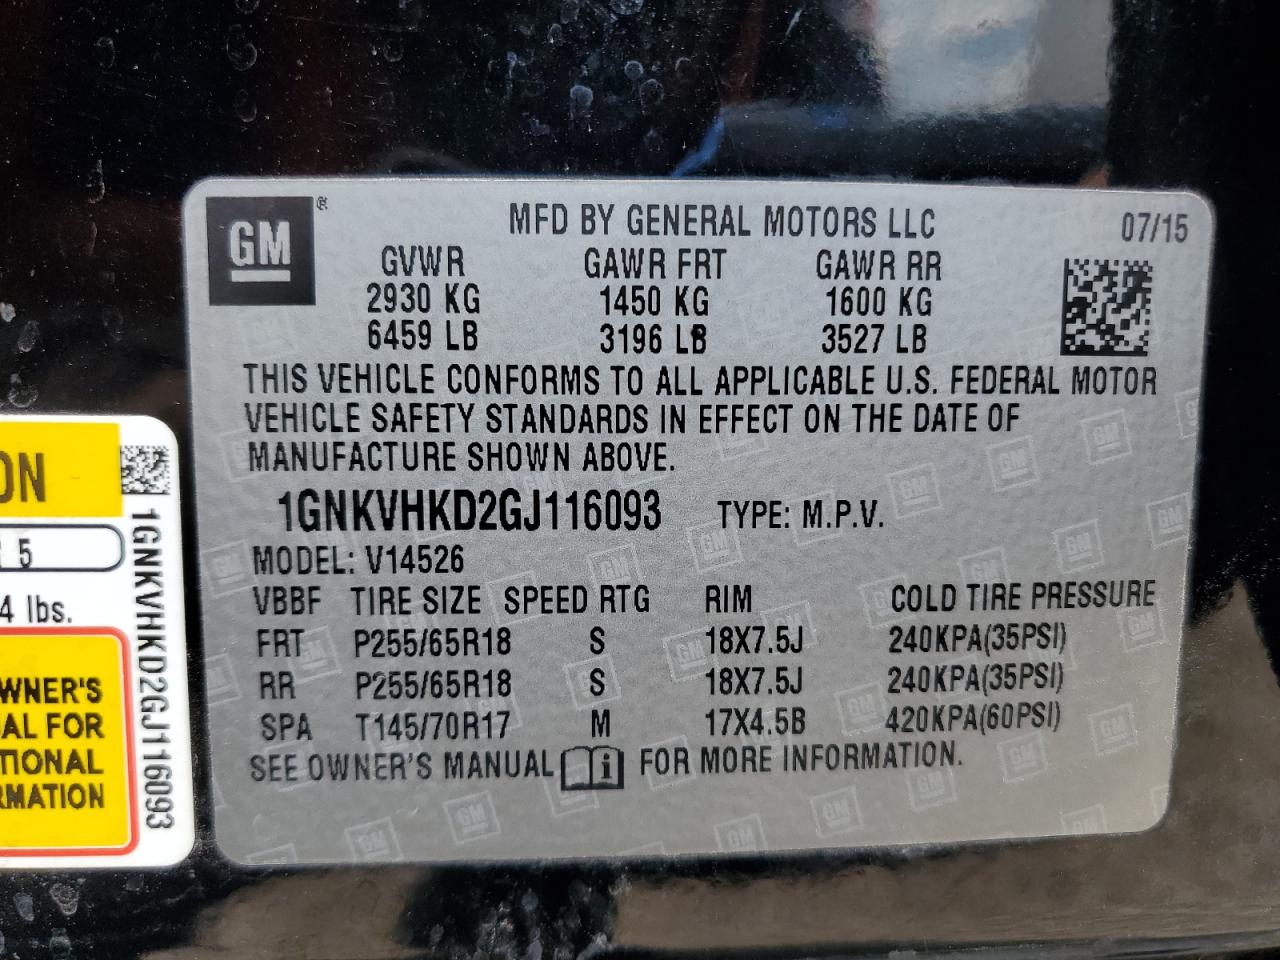 GM ®
MFD BY GENERAL MOTORS LLC 07/15
GVWR GAWR FRT GAWR RR
2930 KG 1450 KG 1600 KG
6459 LB 3196 LB 3527 LB
THIS VEHICLE CONFORMS TO ALL APPLICABLE U.S. FEDERAL MOTOR
VEHICLE SAFETY STANDARDS IN EFFECT ON THE DATE OF
MANUFACTURE SHOWN ABOVE.
1GNKVHKD2GJ116093 TYPE: M.P.V.
MODEL: V14526
VBBF TIRE SIZE SPEED RTG RIM COLD TIRE PRESSURE
FRT P255/65R18 S 18X7.5J 240KPA(35PSI)
RR P255/65R18 S 18X7.5J 240KPA(35PSI)
SPA T145/70R17 M 17X4.5B 420KPA(60PSI)
SEE OWNER'S MANUAL i FOR MORE INFORMATION.
ON
5
4 lbs.
WNER'S
AL FOR
TIONAL
RMATION
1GNKVHKD2GJ116093